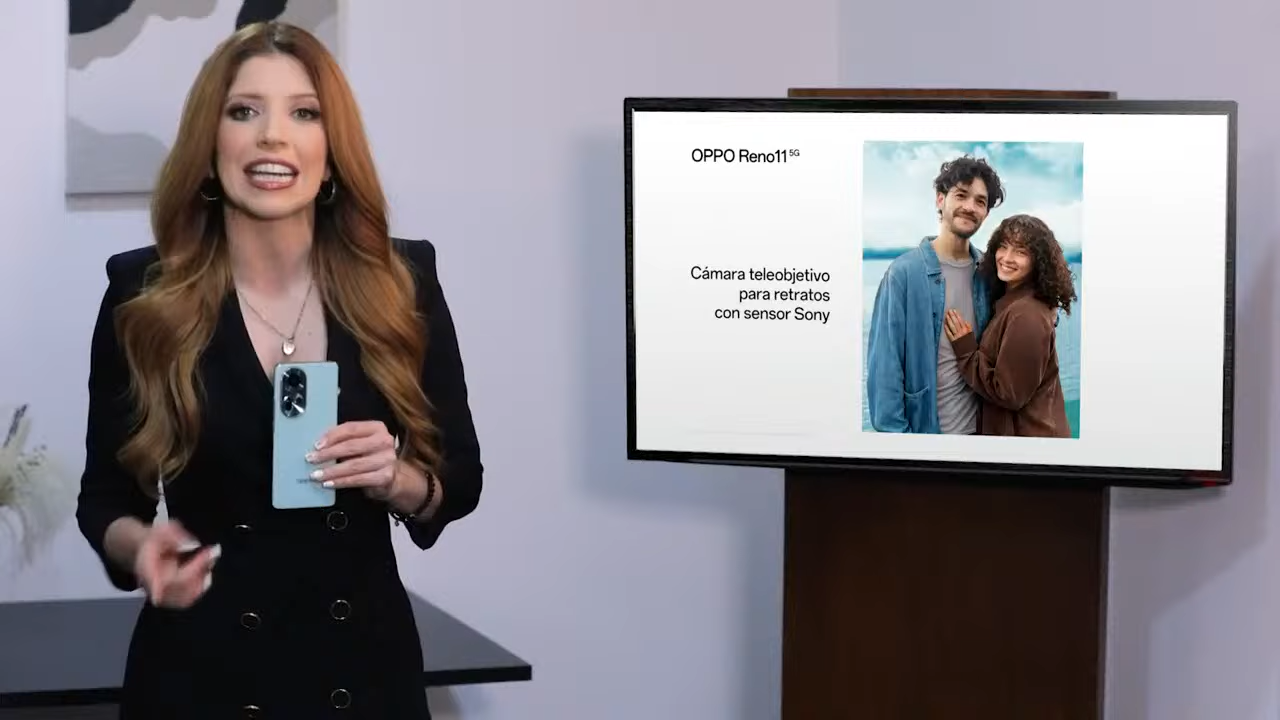 OPPO Reno11 5G
Cámara teleobjetivo
para retratos
con sensor Sony